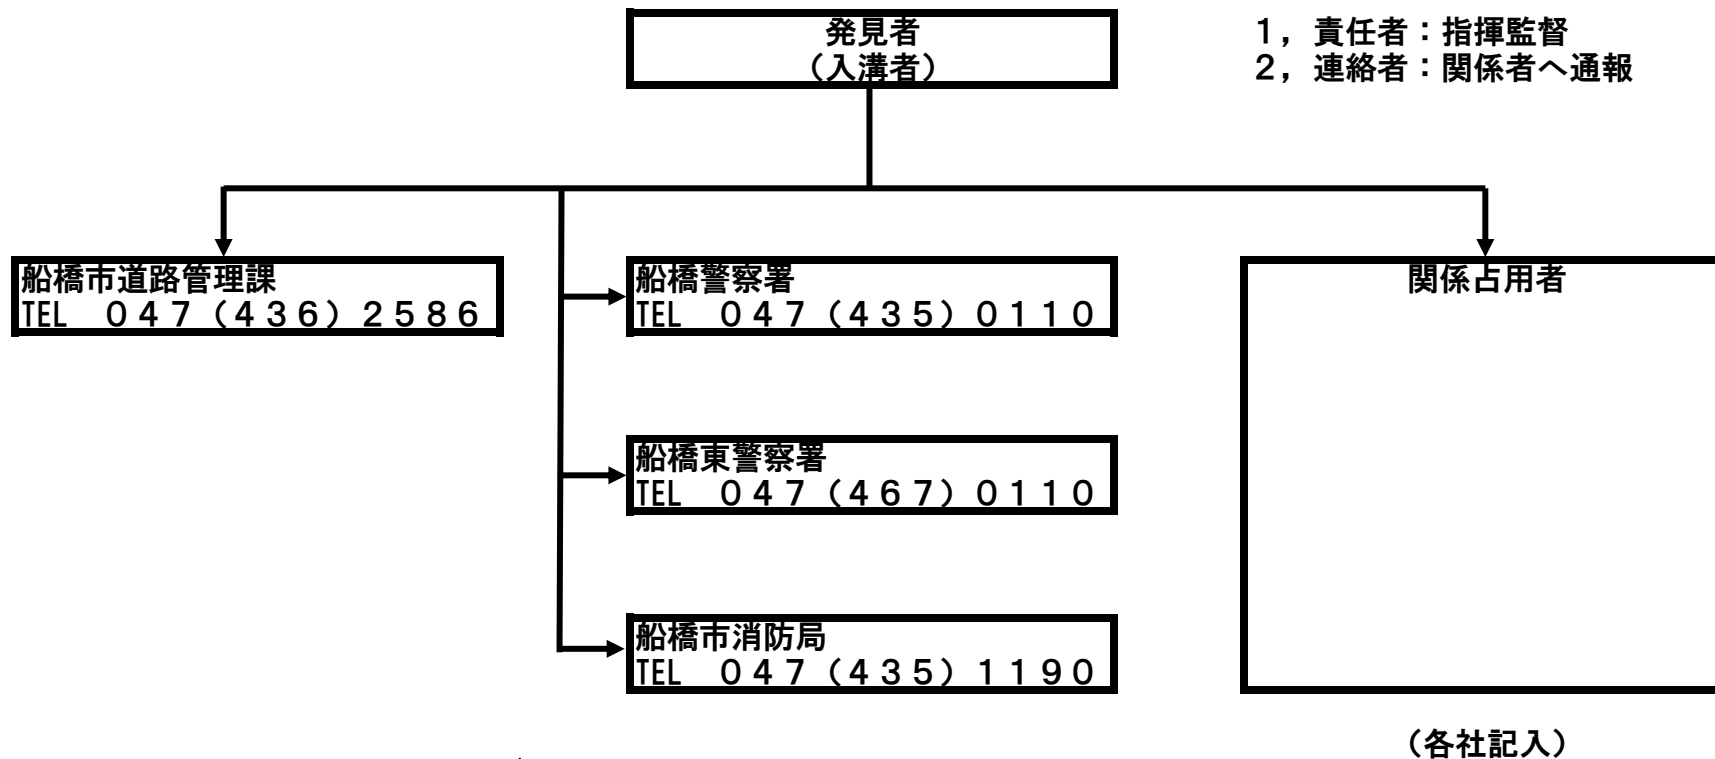 発見者
（入溝者）
1，責任者：指揮監督
2，連絡者：関係者へ通報
船橋市道路管理課
TEL　０４７（４３６）２５８６
船橋警察署
TEL　０４７（４３５）０１１０
関係占用者
船橋東警察署
TEL　０４７（４６７）０１１０
船橋市消防局
TEL　０４７（４３５）１１９０
（各社記入）